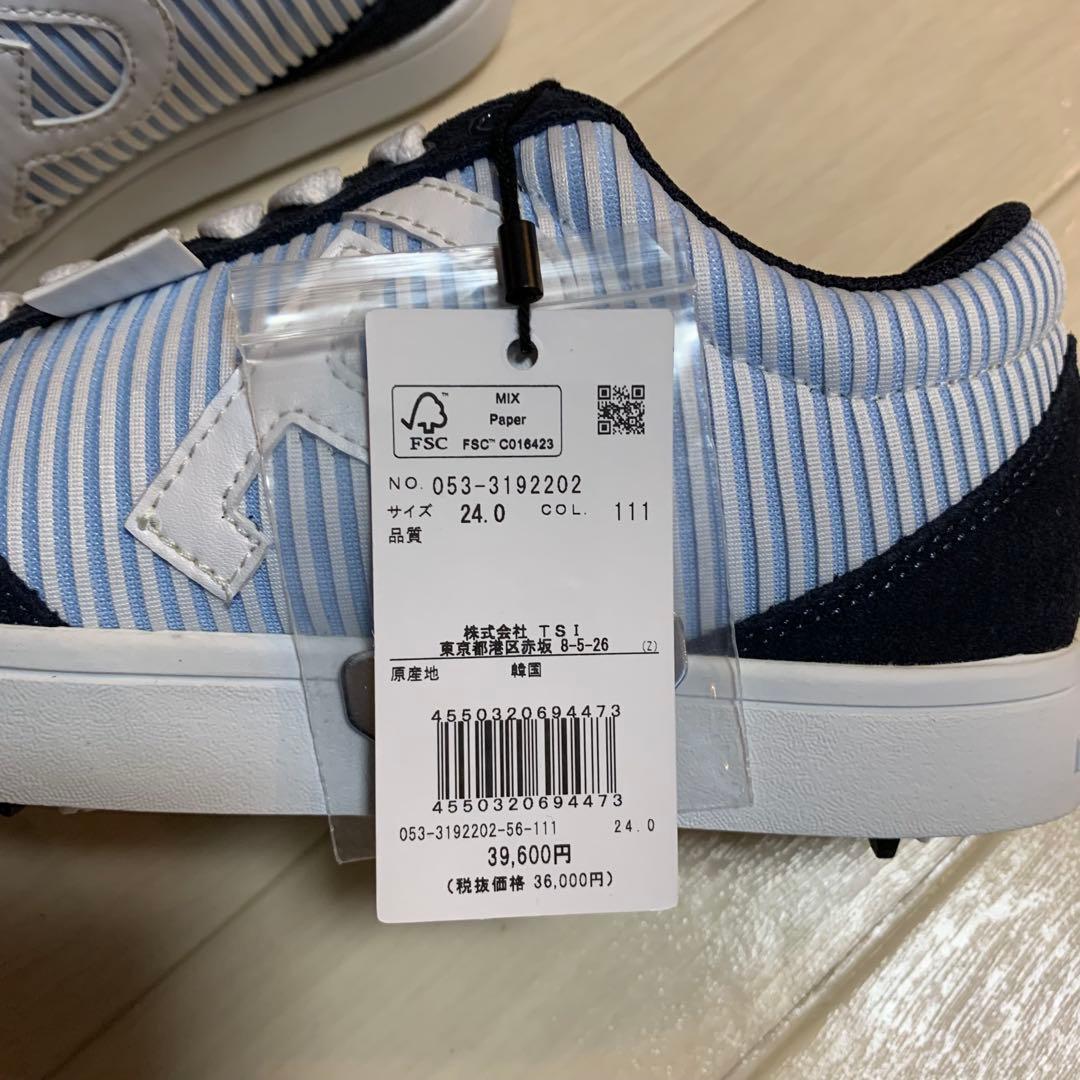 MIX
Paper
FSC™ C016423
FSC
NO. 053-3192202
サイズ 24.0 COL. 111
品質
株式会社 TSI
東京都港区赤坂 8-5-26 (Z)
原産地 韓国
4550320694473
4550320694473
053-3192202-56-111 24.0
39,600円
(税抜価格 36,000円)